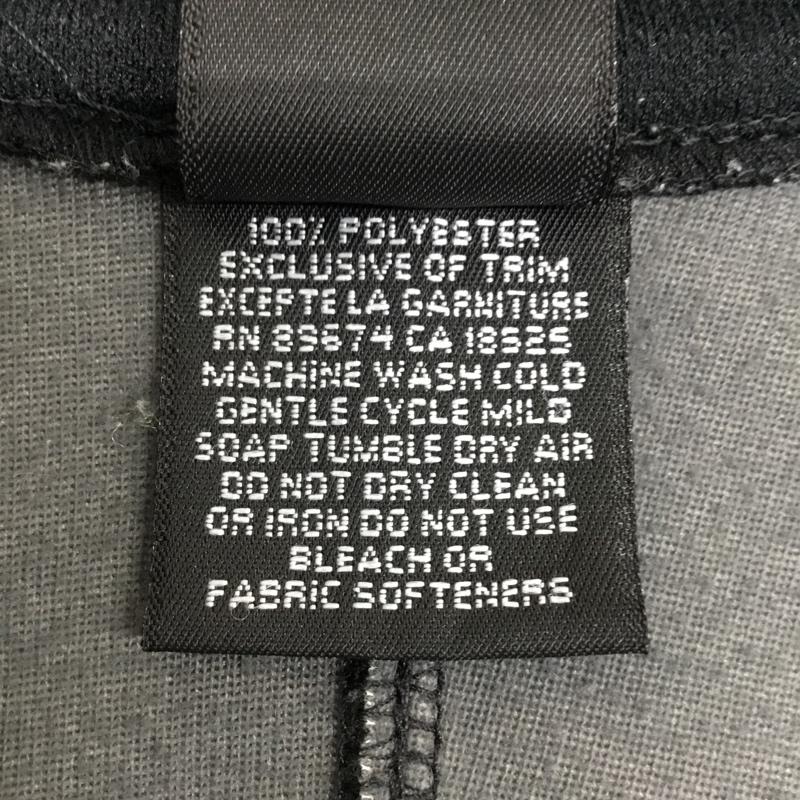 100% POLYESTER
EXCLUSIVE OF TRIM
EXCEPTE LA GARNITURE
RN 89674 CA 18525
MACHINE WASH COLD
GENTLE CYCLE MILD
SOAP TUMBLE DRY AIR
DO NOT DRY CLEAN
OR IRON DO NOT USE
BLEACH OR
FABRIC SOFTENERS